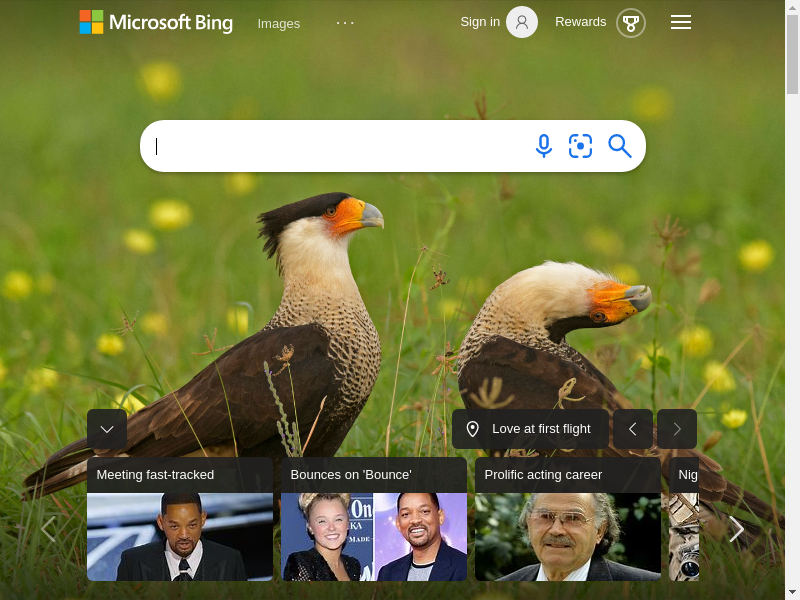 Microsoft Bing
Images
Sign in
Rewards
Love at first flight
Meeting fast-tracked
Bounces on 'Bounce'
Prolific acting career
Nig
On
KA
MADE